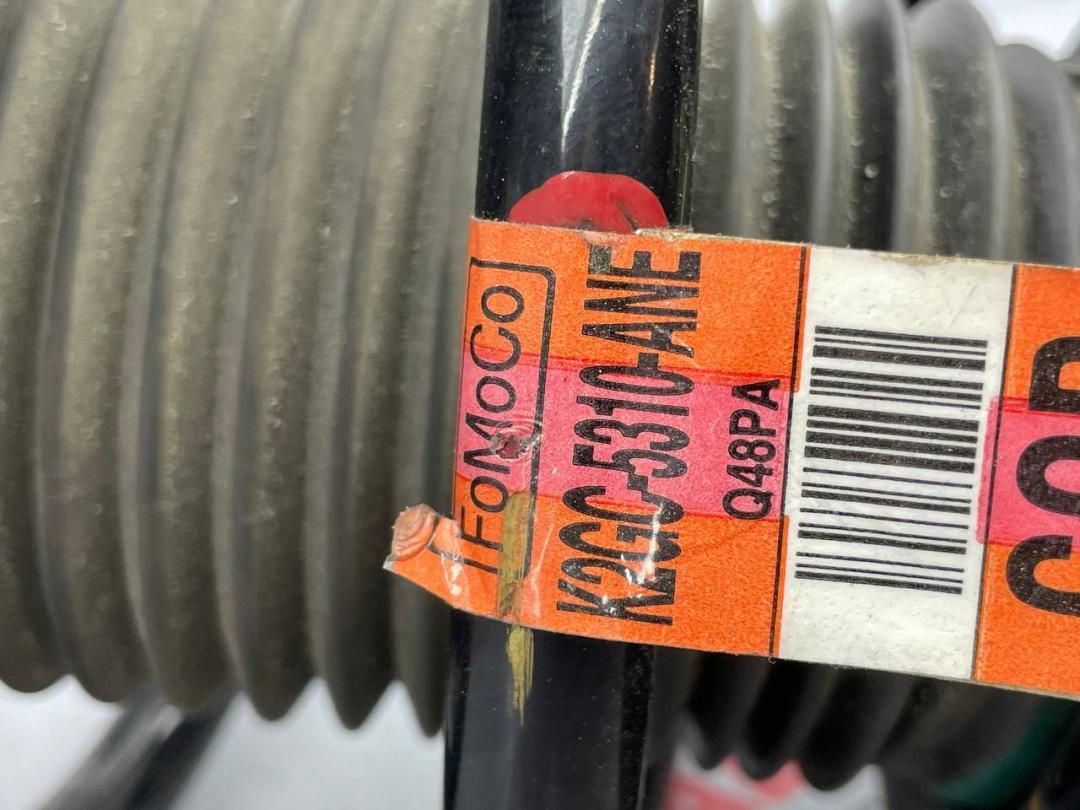 FoMoCo
K2GC-5310-ANE
Q48PA